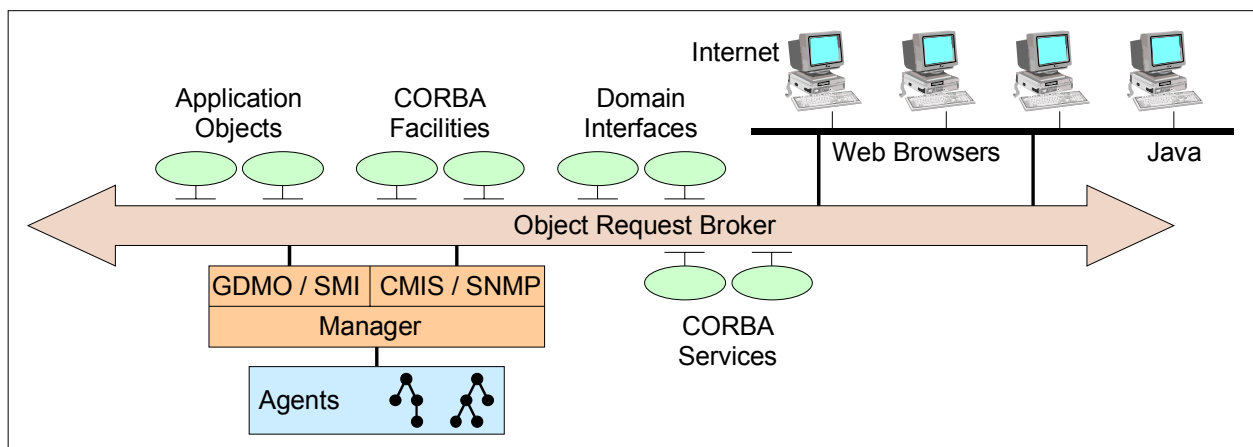 Internet
Application
Objects
CORBA
Facilities
Domain
Interfaces
Web Browsers
Java
Object Request Broker
GDMO / SMI
CMIS / SNMP
Manager
CORBA
Services
Agents